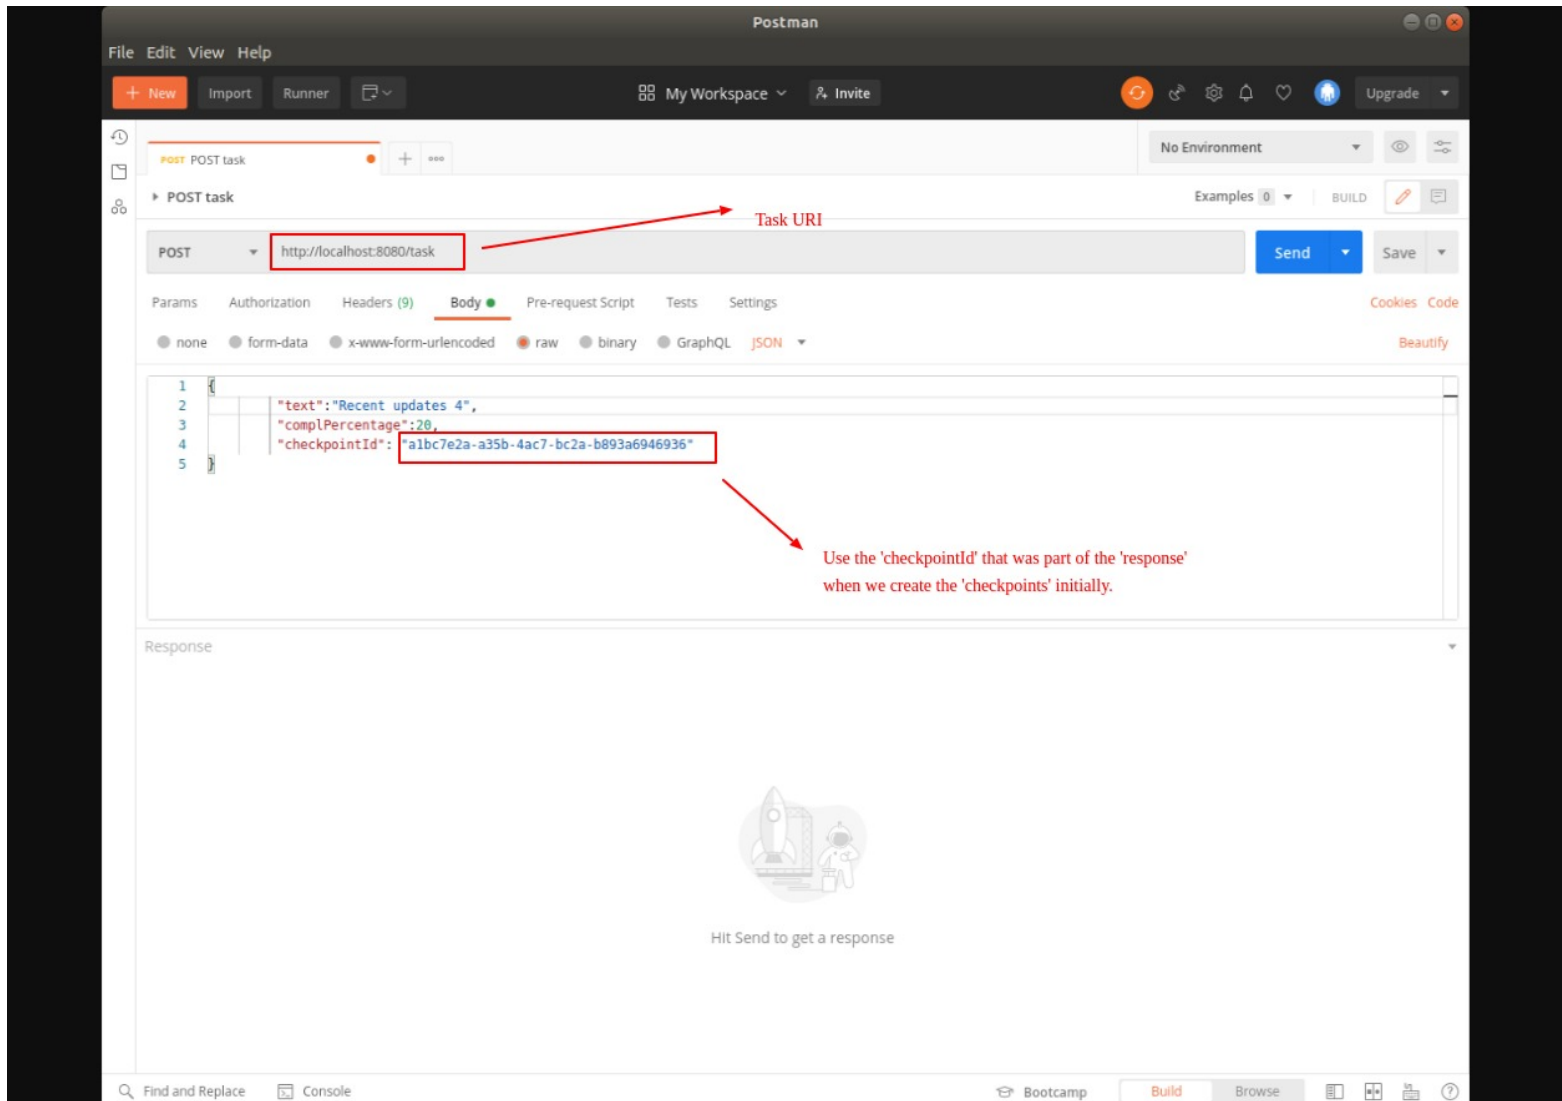 Postman
File Edit View Help
+ New Import Runner My Workspace Invite Upgrade
POST POST task No Environment
POST task Examples 0 BUILD
Task URI
POST http://localhost:8080/task Send Save
Params Authorization Headers (9) Body Pre-request Script Tests Settings Cookies Code
none form-data x-www-form-urlencoded raw binary GraphQL JSON Beautify
1 {
2 "text":"Recent updates 4",
3 "complPercentage":20,
4 "checkpointId": "a1bc7e2a-a35b-4ac7-bc2a-b893a6946936"
5 }
Use the 'checkpointId' that was part of the 'response'
when we create the 'checkpoints' initially.
Response
Hit Send to get a response
Find and Replace Console Bootcamp Build Browse